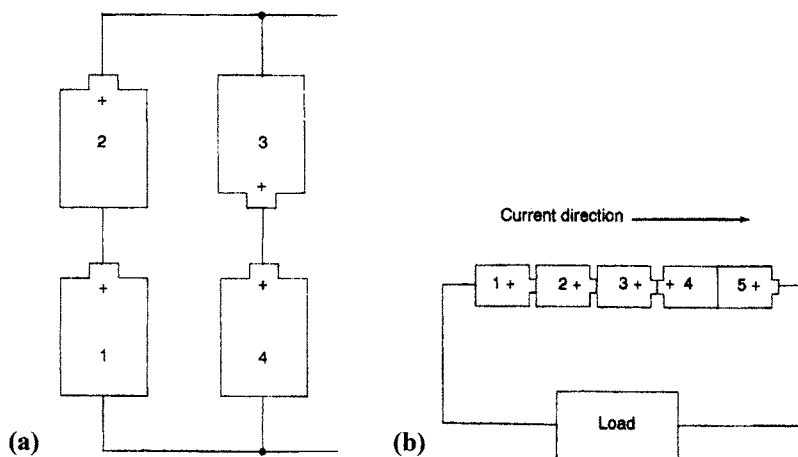 +
2
3
+
+
1
+
4
(a)
Current direction
1 + 2 + 3 + + 4 5 +
Load
(b)